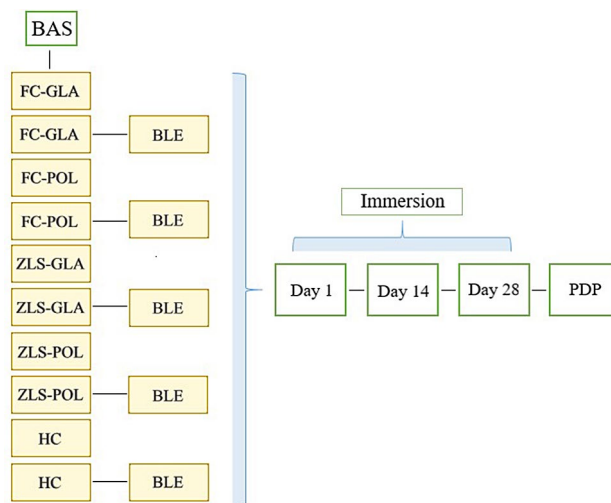 BAS
FC-GLA
FC-GLA BLE
FC-POL
FC-POL BLE
ZLS-GLA
ZLS-GLA BLE
ZLS-POL
ZLS-POL BLE
HC
HC BLE
Immersion
Day 1 Day 14 Day 28 PDP